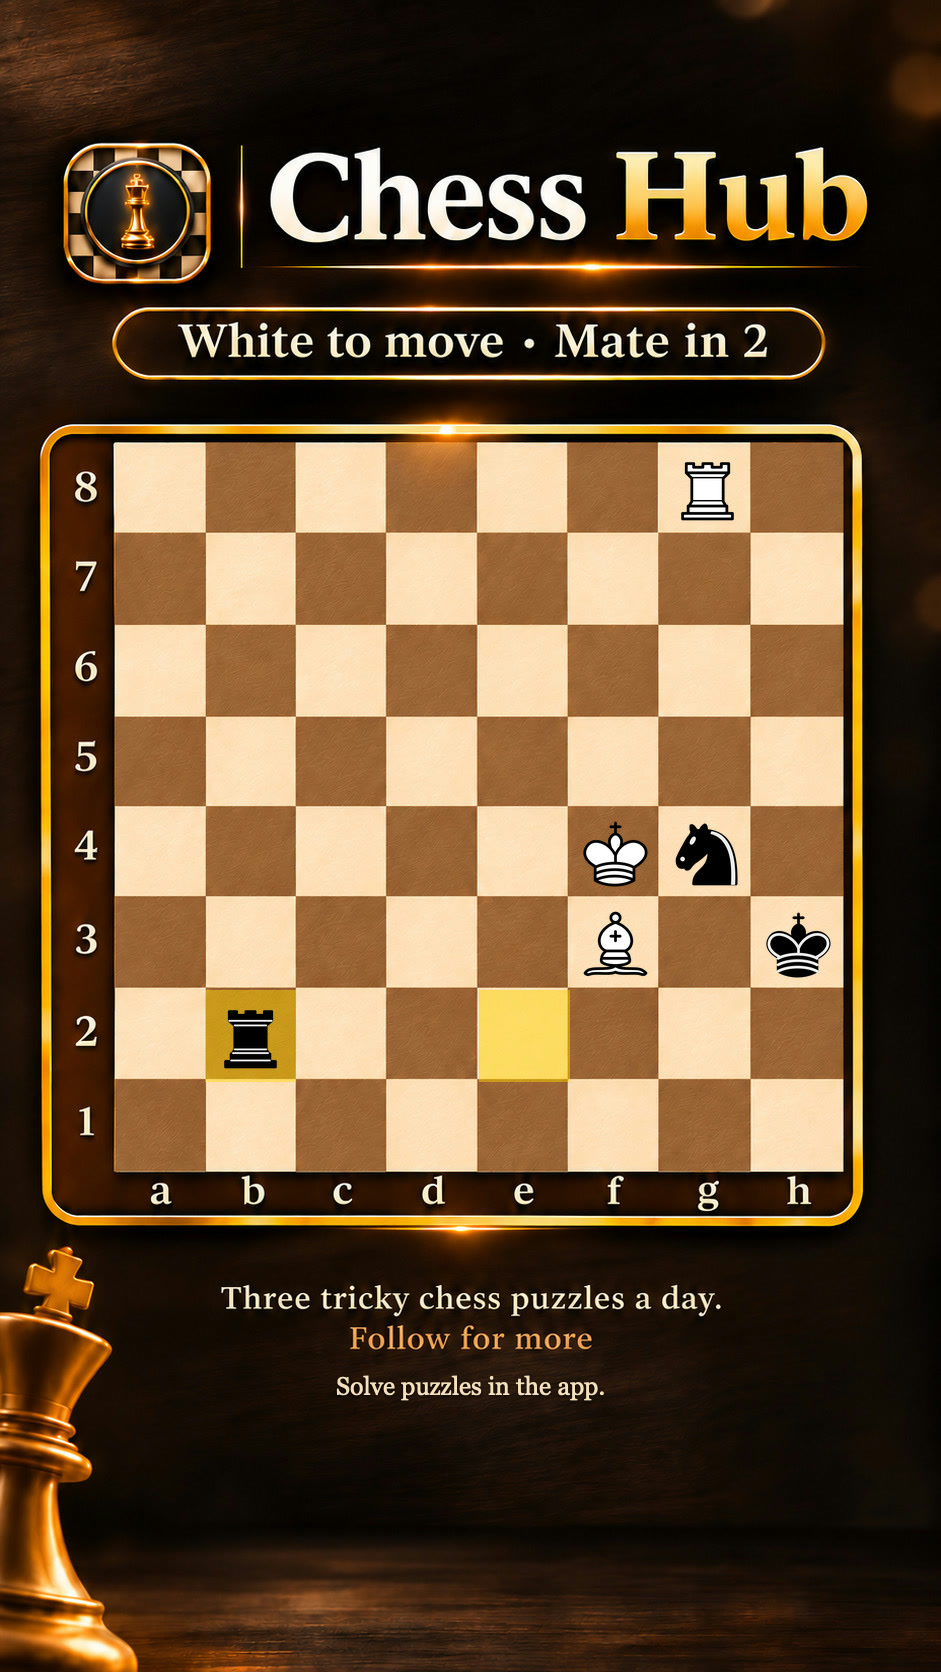 Chess Hub
White to move • Mate in 2
8
7
6
5
4
3
2
1
a b c d e f g h
Three tricky chess puzzles a day.
Follow for more
Solve puzzles in the app.